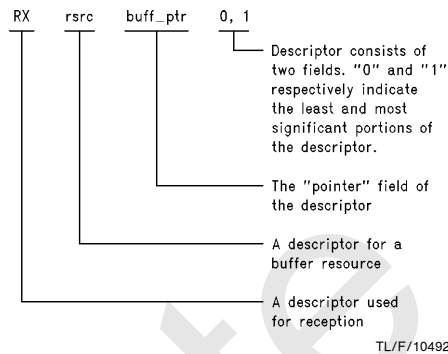 RX rsrc buff_ptr 0, 1
Descriptor consists of
two fields. "0" and "1"
respectively indicate
the least and most
significant portions of
the descriptor.
The "pointer" field of
the descriptor
A descriptor for a
buffer resource
A descriptor used
for reception
TL/F/10492